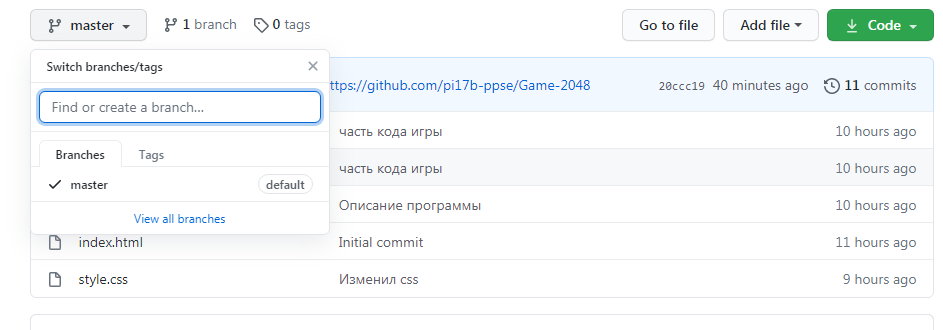 master 1 branch 0 tags Go to file Add file Code
Switch branches/tags
ttps://github.com/pi17b-ppse/Game-2048 20ccc19 40 minutes ago 11 commits
Find or create a branch...
часть кода игры 10 hours ago
Branches Tags
часть кода игры 10 hours ago
master default
Описание программы 10 hours ago
View all branches
index.html Initial commit 11 hours ago
style.css Изменил css 9 hours ago